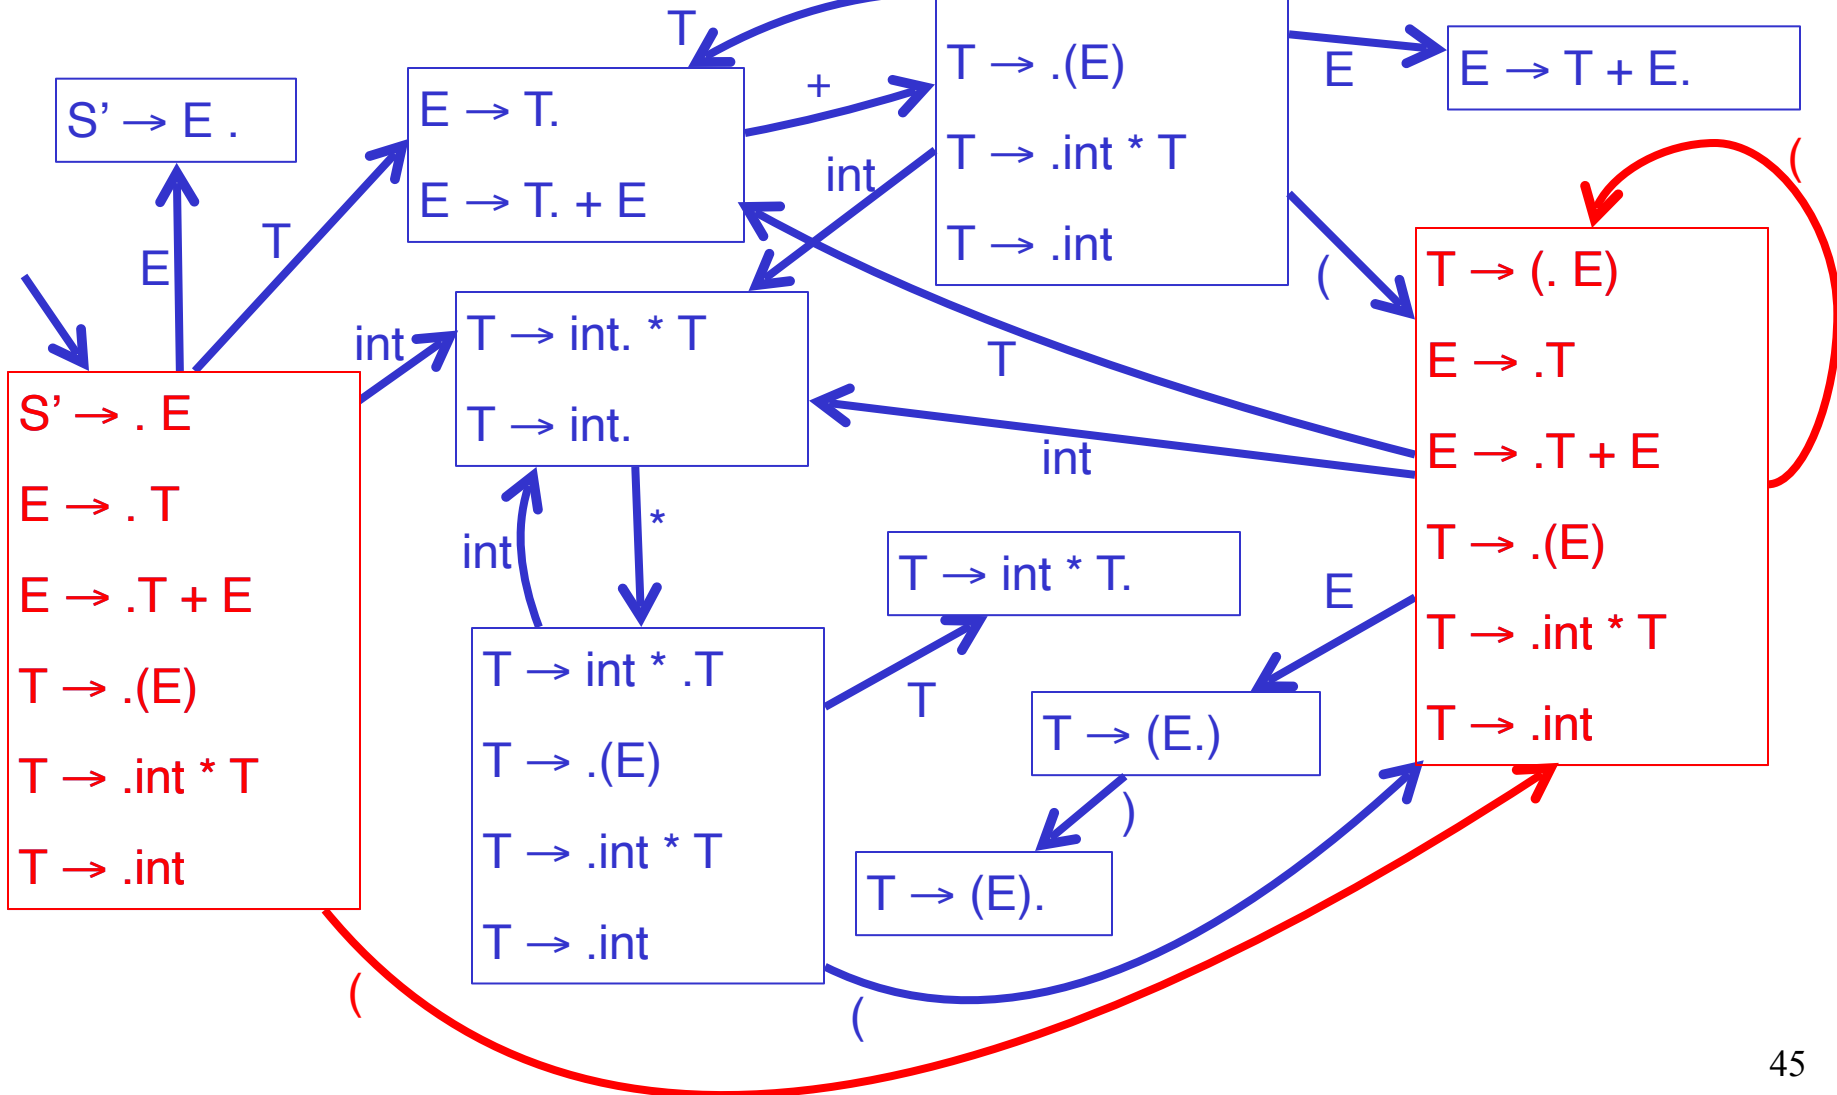 T
T → .(E)
E
E → T + E.
S’ → E .
E → T.
+
T → .int * T
(
int
E → T. + E
T
E
T → .int
(
T → (. E)
int
T → int. * T
T
E → .T
S’ → . E
T → int.
int
E → .T + E
E → . T
*
int
T → int * T.
T → .(E)
E → .T + E
E
T → int * .T
T
T → .int * T
T → .(E)
T → .(E)
T → (E.)
T → .int
T → .int * T
)
T → .int * T
T → (E).
T → .int
T → .int
(
(
45